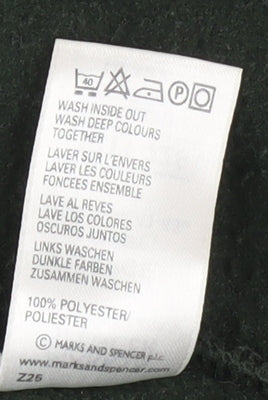 40
P
WASH INSIDE OUT
WASH DEEP COLOURS
TOGETHER
LAVER SUR L'ENVERS
LAVER LES COULEURS
FONCEES ENSEMBLE
LAVE AL REVES
LAVE LOS COLORES
OSCUROS JUNTOS
LINKS WASCHEN
DUNKLE FARBEN
ZUSAMMEN WASCHEN
100% POLYESTER/
POLIESTER
© MARKS AND SPENCER p.l.c.
www.marksandspencer.com
Z26